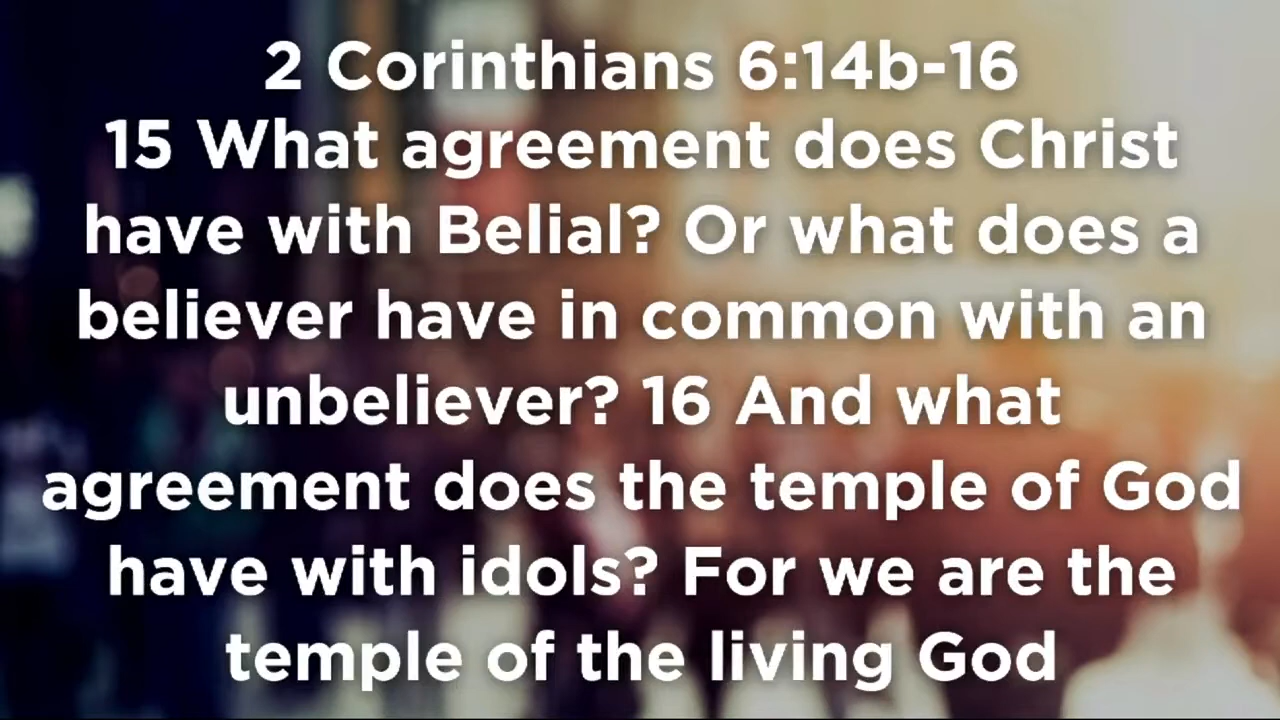 2 Corinthians 6:14b-16
15 What agreement does Christ
have with Belial? Or what does a
believer have in common with an
unbeliever? 16 And what
agreement does the temple of God
have with idols? For we are the
temple of the living God